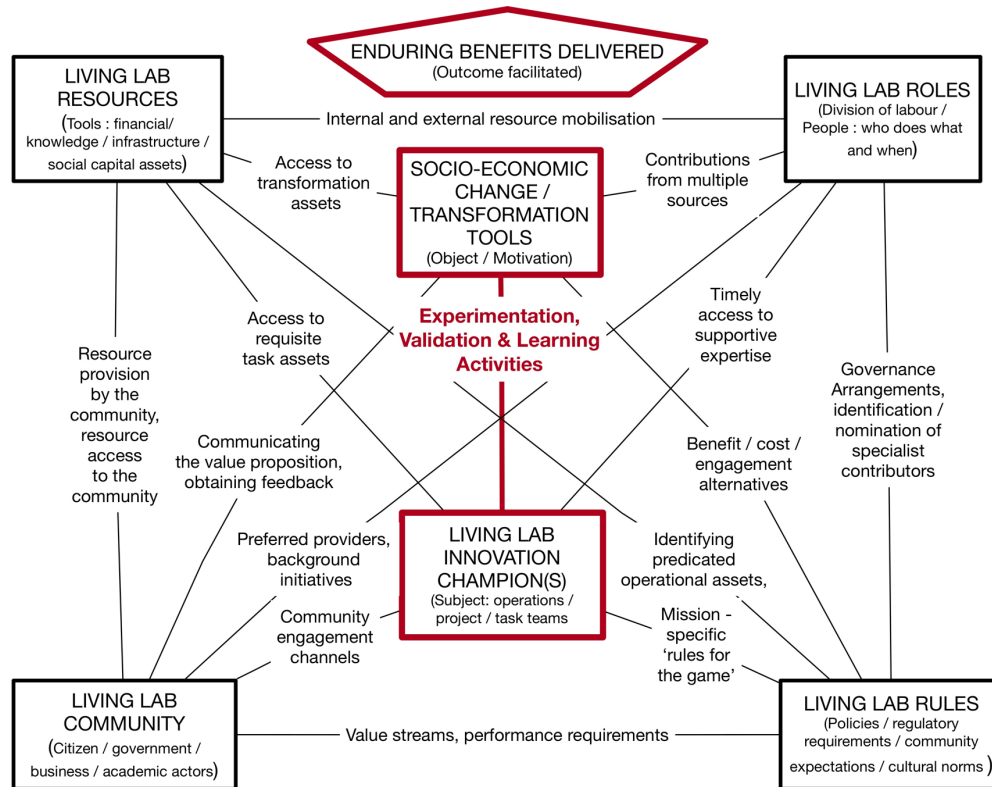 ENDURING BENEFITS DELIVERED
(Outcome facilitated)
LIVING LAB
RESOURCES
(Tools : financial/
knowledge / infrastructure /
social capital assets)
LIVING LAB ROLES
(Division of labour /
People : who does what
and when)
Internal and external resource mobilisation
Access to
transformation
assets
SOCIO-ECONOMIC
CHANGE /
TRANSFORMATION
TOOLS
(Object / Motivation)
Contributions
from multiple
sources
Experimentation,
Validation & Learning
Activities
Access to
requisite
task assets
Timely
access to
supportive
expertise
Resource
provision
by the
community,
resource
access
to the
community
Governance
Arrangements,
identification /
nomination of
specialist
contributors
Communicating
the value proposition,
obtaining feedback
Benefit / cost /
engagement
alternatives
Preferred providers,
background
initiatives
LIVING LAB
INNOVATION
CHAMPION(S)
(Subject: operations /
project / task teams
Identifying
predicated
operational assets,
Community
engagement
channels
Mission -
specific
‘rules for
the game’
LIVING LAB
COMMUNITY
(Citizen / government /
business / academic actors)
Value streams, performance requirements
LIVING LAB RULES
(Policies / regulatory
requirements / community
expectations / cultural norms )